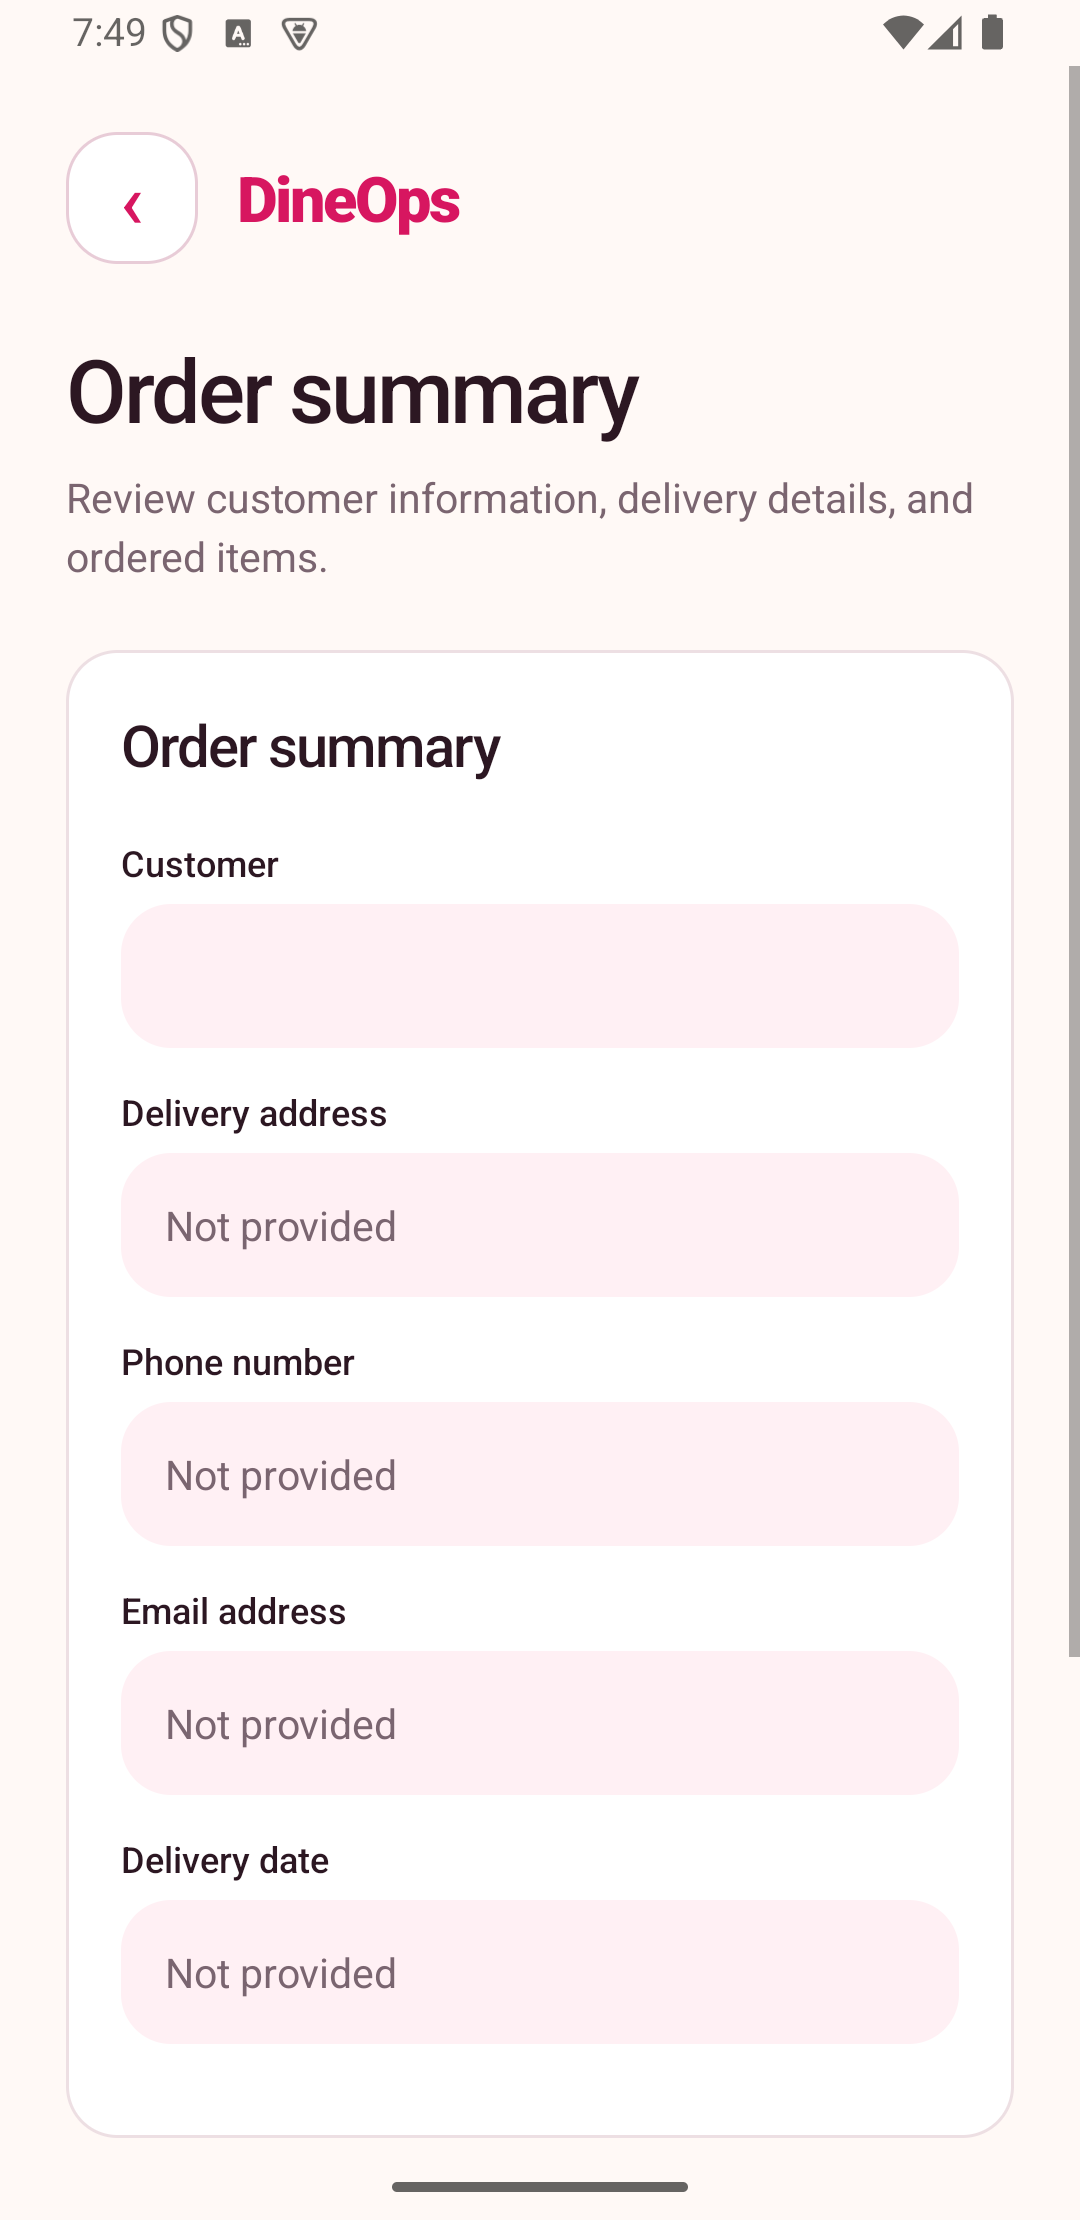 7:49
‹
DineOps
Order summary
Review customer information, delivery details, and
ordered items.
Order summary
Customer
Delivery address
Not provided
Phone number
Not provided
Email address
Not provided
Delivery date
Not provided